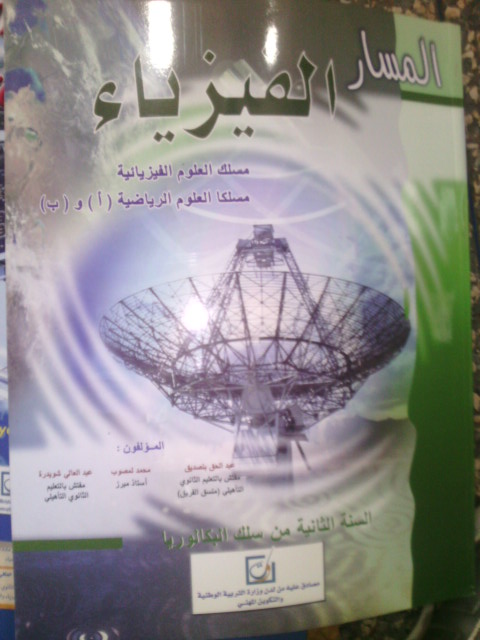 المسار
الفيزياء
مسلك العلوم الفيزيائية
مسلكا العلوم الرياضية (أ) و (ب)
المؤلفون :
عبد الحق بلصديق
مفتش بالتعليم الثانوي
التأهيلي (منسق الفريق)
محمد لمصوب
أستاذ مبرز
عبد العالي شويدرة
مفتش بالتعليم
الثانوي التأهيلي
السنة الثانية من سلك البكالوريا
مصادق عليه من لدن وزارة التربية الوطنية
والتكوين المهني